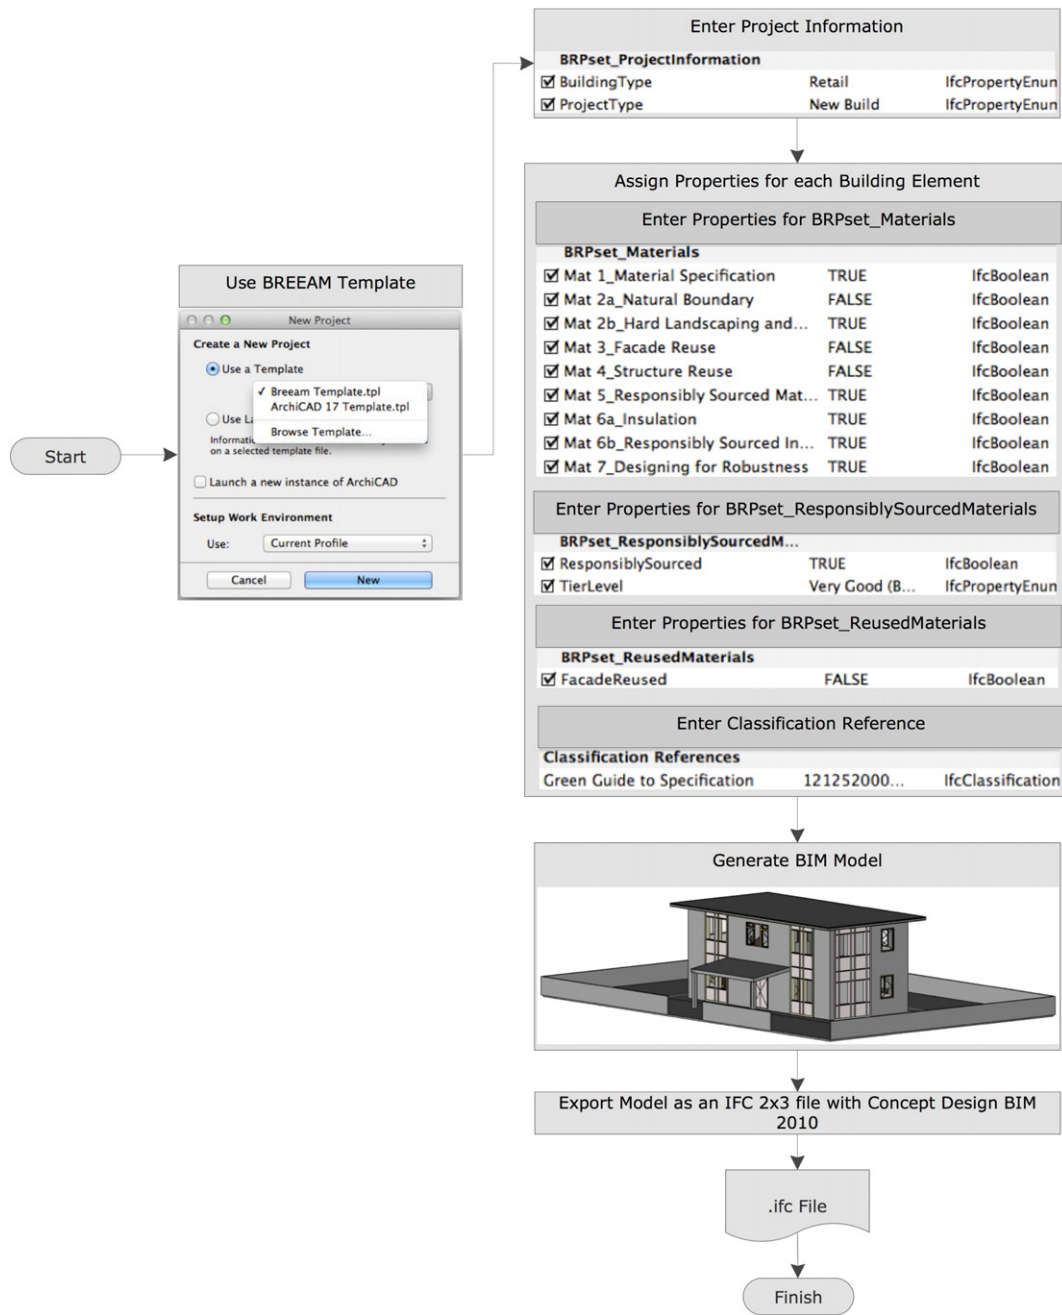 Start
Use BREEAM Template
New Project
Create a New Project
Use a Template
✓ Breeam Template.tpl
ArchiCAD 17 Template.tpl
Browse Template...
Use La
Information
on a selected template file.
Launch a new instance of ArchiCAD
Setup Work Environment
Use: Current Profile
Cancel New
Enter Project Information
BRPset_ProjectInformation
BuildingType Retail IfcPropertyEnun
ProjectType New Build IfcPropertyEnun
Assign Properties for each Building Element
Enter Properties for BRPset_Materials
BRPset_Materials
Mat 1_Material Specification TRUE IfcBoolean
Mat 2a_Natural Boundary FALSE IfcBoolean
Mat 2b_Hard Landscaping and... TRUE IfcBoolean
Mat 3_Facade Reuse FALSE IfcBoolean
Mat 4_Structure Reuse FALSE IfcBoolean
Mat 5_Responsibly Sourced Mat... TRUE IfcBoolean
Mat 6a_Insulation TRUE IfcBoolean
Mat 6b_Responsibly Sourced In... TRUE IfcBoolean
Mat 7_Designing for Robustness TRUE IfcBoolean
Enter Properties for BRPset_ResponsiblySourcedMaterials
BRPset_ResponsiblySourcedM...
ResponsiblySourced TRUE IfcBoolean
TierLevel Very Good (B... IfcPropertyEnun
Enter Properties for BRPset_ReusedMaterials
BRPset_ReusedMaterials
FacadeReused FALSE IfcBoolean
Enter Classification Reference
Classification References
Green Guide to Specification 121252000... IfcClassification
Generate BIM Model
Export Model as an IFC 2x3 file with Concept Design BIM
2010
.ifc File
Finish